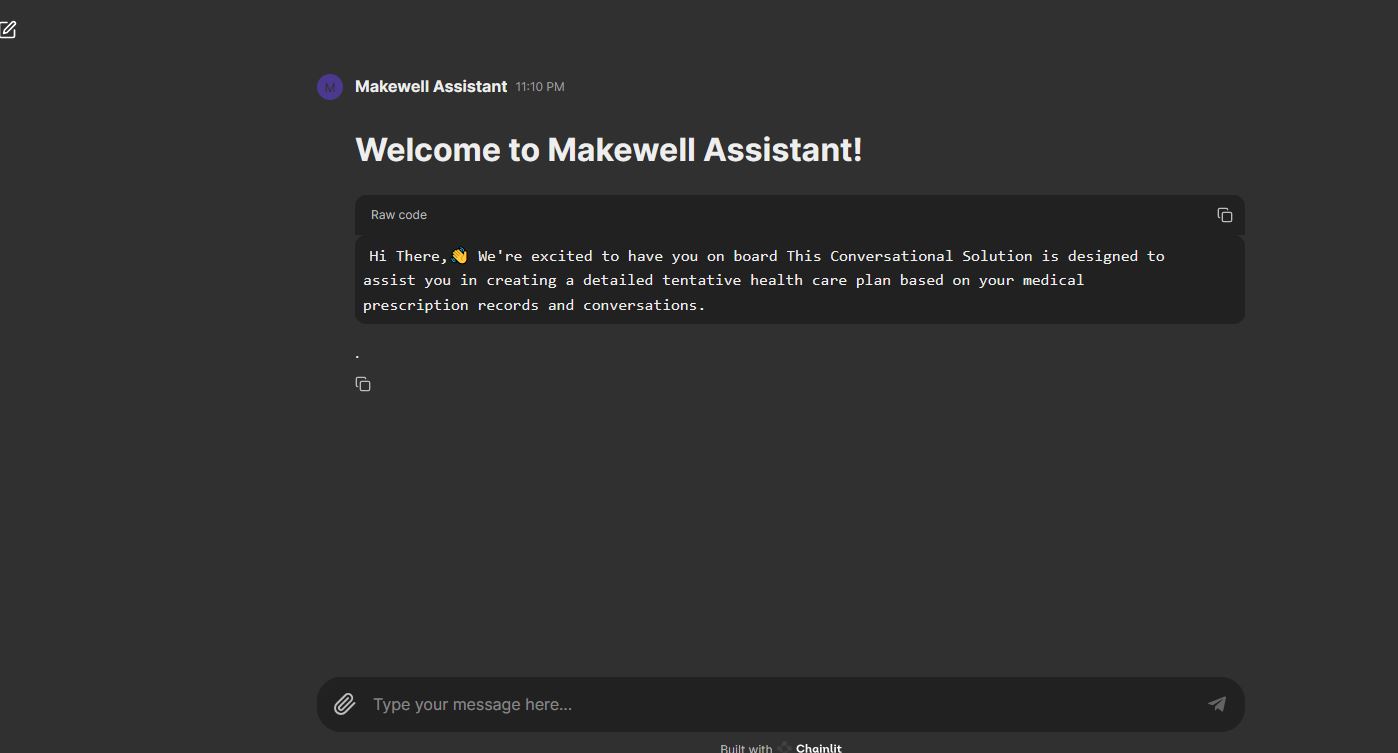 M Makewell Assistant 11:10 PM
Welcome to Makewell Assistant!
Raw code
Hi There,👋 We're excited to have you on board This Conversational Solution is designed to
assist you in creating a detailed tentative health care plan based on your medical
prescription records and conversations.
.
Type your message here...
Built with Chainlit